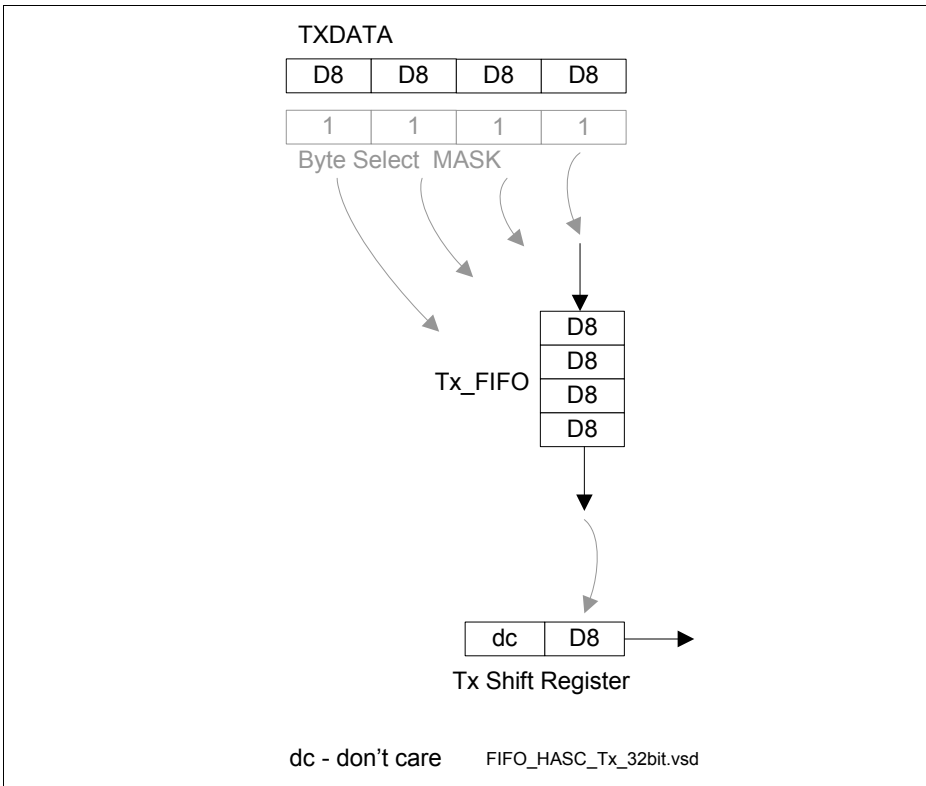 TXDATA
D8 D8 D8 D8
1 1 1 1
Byte Select MASK
D8
D8
Tx_FIFO
D8
D8
dc D8
Tx Shift Register
dc - don't care FIFO_HASC_Tx_32bit.vsd